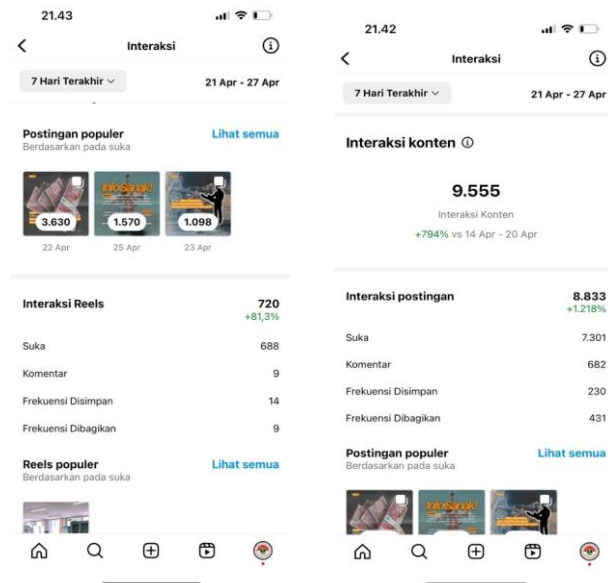 21.43
Interaksi
7 Hari Terakhir
21 Apr - 27 Apr
Postingan populer
Lihat semua
Berdasarkan pada suka
InfoSanak!
3.630
1.570
1.098
22 Apr
25 Apr
23 Apr
Interaksi Reels
720
+81,3%
Suka
688
Komentar
9
Frekuensi Disimpan
14
Frekuensi Dibagikan
9
Reels populer
Lihat semua
Berdasarkan pada suka
21.42
Interaksi
7 Hari Terakhir
21 Apr - 27 Apr
Interaksi konten
9.555
Interaksi Konten
+794% vs 14 Apr - 20 Apr
Interaksi postingan
8.833
+1.218%
Suka
7.301
Komentar
682
Frekuensi Disimpan
230
Frekuensi Dibagikan
431
Postingan populer
Lihat semua
Berdasarkan pada suka
InfoSanak!